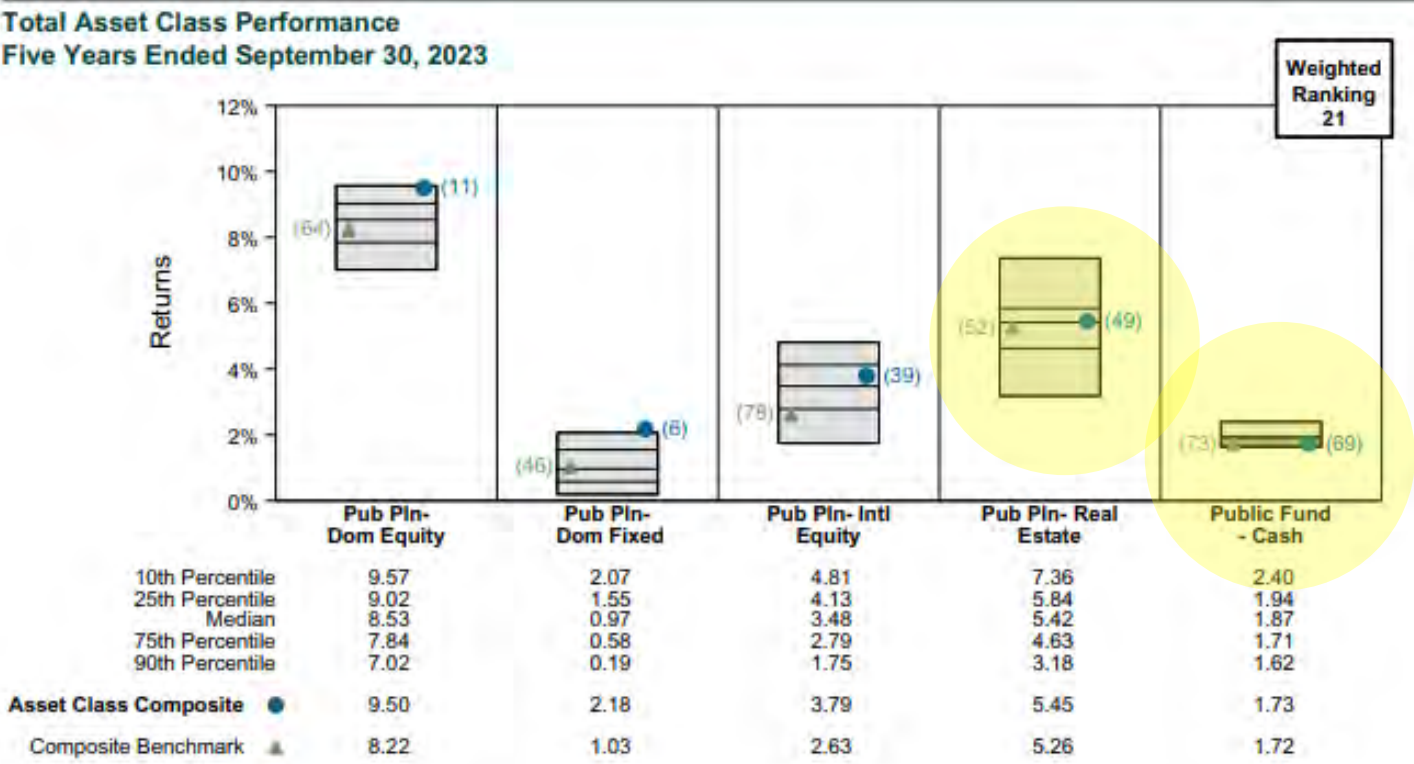 Total Asset Class Performance
Five Years Ended September 30, 2023
Weighted
Ranking
21
12%
10%
8%
6%
4%
2%
0%
Returns
(11)
(64)
(6)
(46)
(39)
(78)
(49)
(52)
(69)
(73)
Pub Pln- Pub Pln- Pub Pln- Intl Pub Pln- Real Public Fund
Dom Equity Dom Fixed Equity Estate - Cash
10th Percentile 9.57 2.07 4.81 7.36 2.40
25th Percentile 9.02 1.55 4.13 5.84 1.94
Median 8.53 0.97 3.48 5.42 1.87
75th Percentile 7.84 0.58 2.79 4.63 1.71
90th Percentile 7.02 0.19 1.75 3.18 1.62
Asset Class Composite 9.50 2.18 3.79 5.45 1.73
Composite Benchmark 8.22 1.03 2.63 5.26 1.72